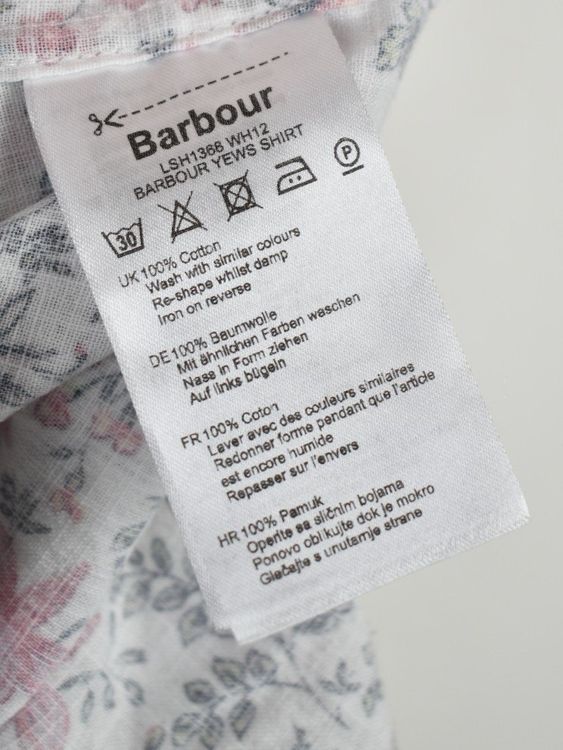 Barbour
LSH1366 WH12
BARBOUR YEWS SHIRT
30 P
UK 100% Cotton
Wash with similar colours
Re-shape whilst damp
Iron on reverse
DE 100% Baumwolle
Mit ähnlichen Farben waschen
Nass in Form ziehen
Auf links bügeln
FR 100% Coton
Laver avec des couleurs similaires
Redonner forme pendant que l'article
est encore humide
Repasser sur l'envers
HR 100% Pamuk
Operite sa sličnim bojama
Ponovo oblikujte dok je mokro
Glačajte s unutarnje strane